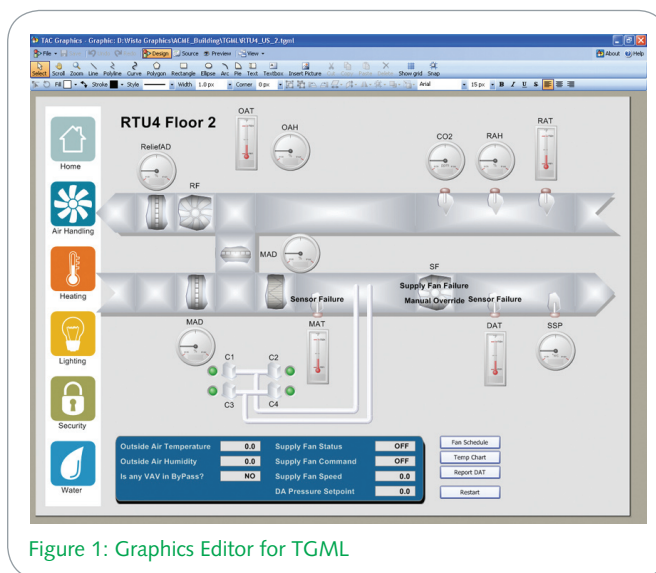 TAC Graphics - Graphic: D:\Vista Graphics\ACME_Building\TGML\RTU4_US_2.tgml
File Design Source Preview View About Help
Select Scroll Zoom Line Polyline Curve Polygon Rectangle Ellipse Arc Pie Text Textbox Insert Picture Cut Copy Paste Delete Show grid Snap
Fill Stroke Style Width 1.0 px Corner 0 px Arial 15 px B I U S
RTU4 Floor 2
OAT
OAH
ReliefAD
RF
CO2
RAH
RAT
Home
Air Handling
MAD
SF
Supply Fan Failure
Sensor Failure
Manual Override
Sensor Failure
Heating
MAD
MAT
DAT
SSP
C1
C2
C3
C4
Lighting
Security
Water
Outside Air Temperature 0.0
Outside Air Humidity 0.0
Is any VAV in ByPass? NO
Supply Fan Status OFF
Supply Fan Command OFF
Supply Fan Speed 0.0
DA Pressure Setpoint 0.0
Fan Schedule
Temp Chart
Report DAT
Restart
Figure 1: Graphics Editor for TGML